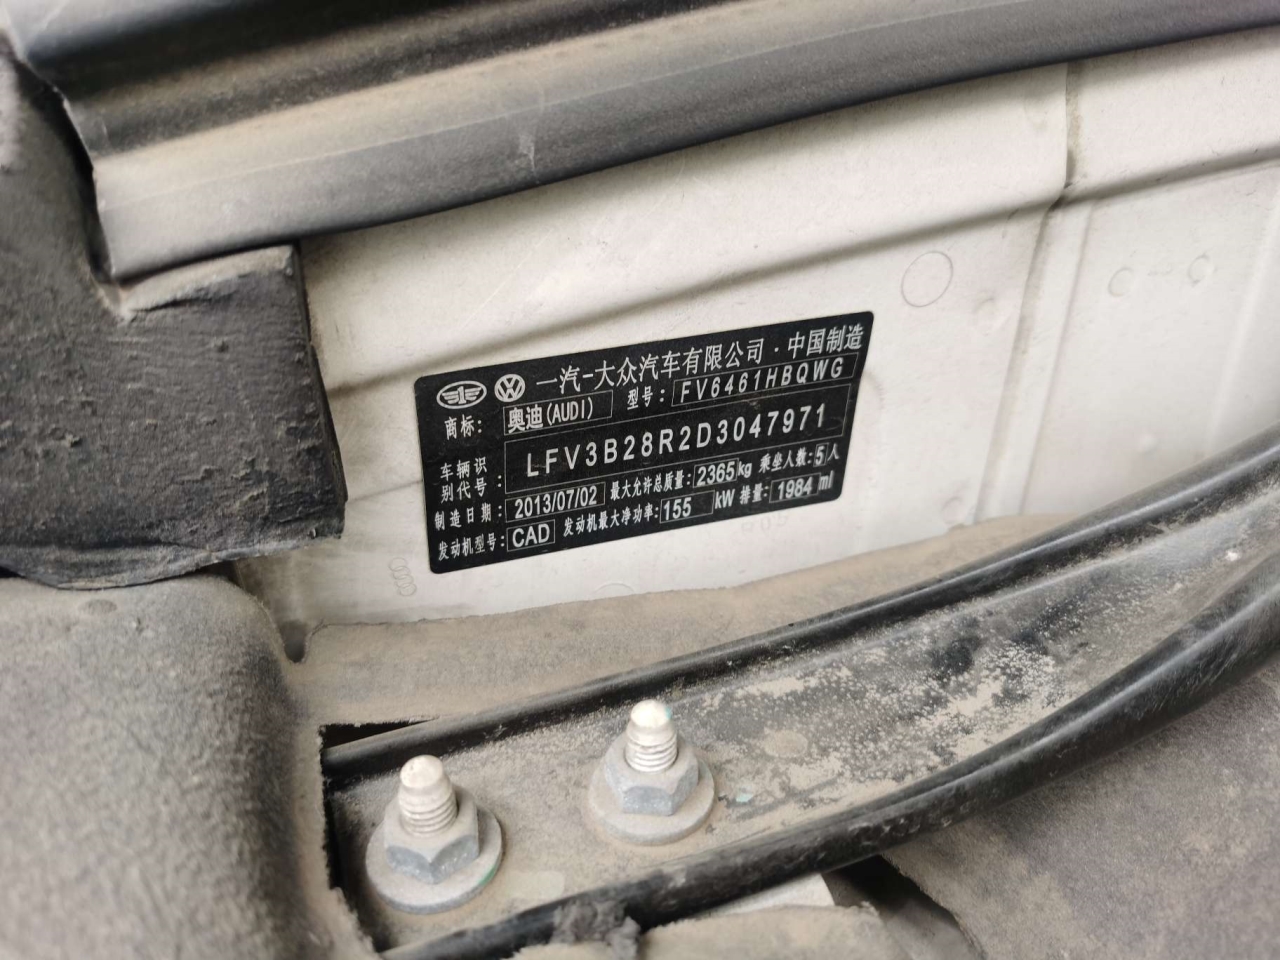 一汽-大众汽车有限公司·中国制造
商标: 奥迪(AUDI) 型号: FV6461HBQWG
车辆识别代号: LFV3B28R2D3047971
制造日期: 2013/07/02 最大允许总质量: 2365kg 乘坐人数: 5人
发动机型号: CAD 发动机最大净功率: 155 kW 排量: 1984 ml